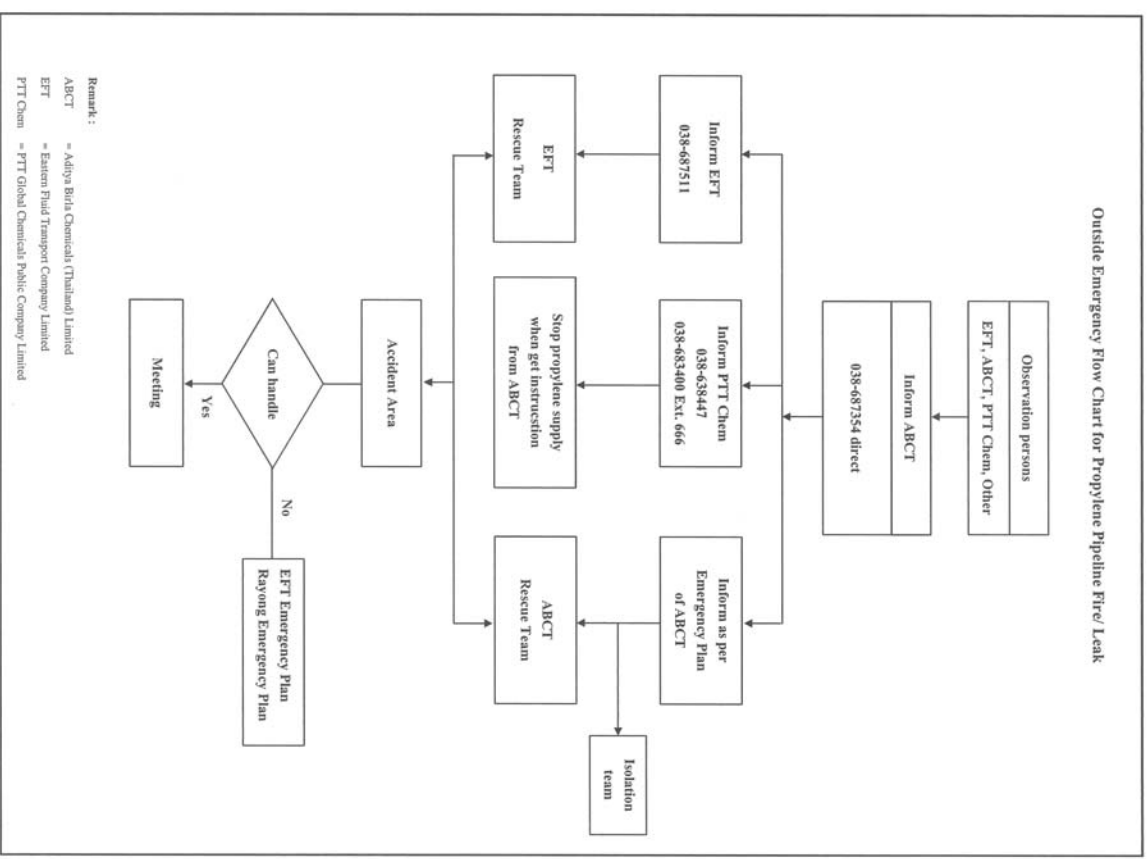 Outside Emergency Flow Chart for Propylene Pipeline Fire/ Leak
Observation persons
EFT, ABCT, PTT Chem, Other
Inform ABCT
038-687354 direct
Inform EFT
038-687511
Inform PTT Chem
038-638447
038-683400 Ext. 666
Inform as per
Emergency Plan
of ABCT
EFT
Rescue Team
Stop propylene supply
when get instrucstion
from ABCT
ABCT
Rescue Team
Isolation
team
Accident Area
Can handle
No
EFT Emergency Plan
Rayong Emergency Plan
Yes
Meeting
Remark :
ABCT = Aditya Birla Chemicals (Thailand) Limited
EFT = Eastern Fluid Transport Company Limited
PTT Chem = PTT Global Chemicals Public Company Limited